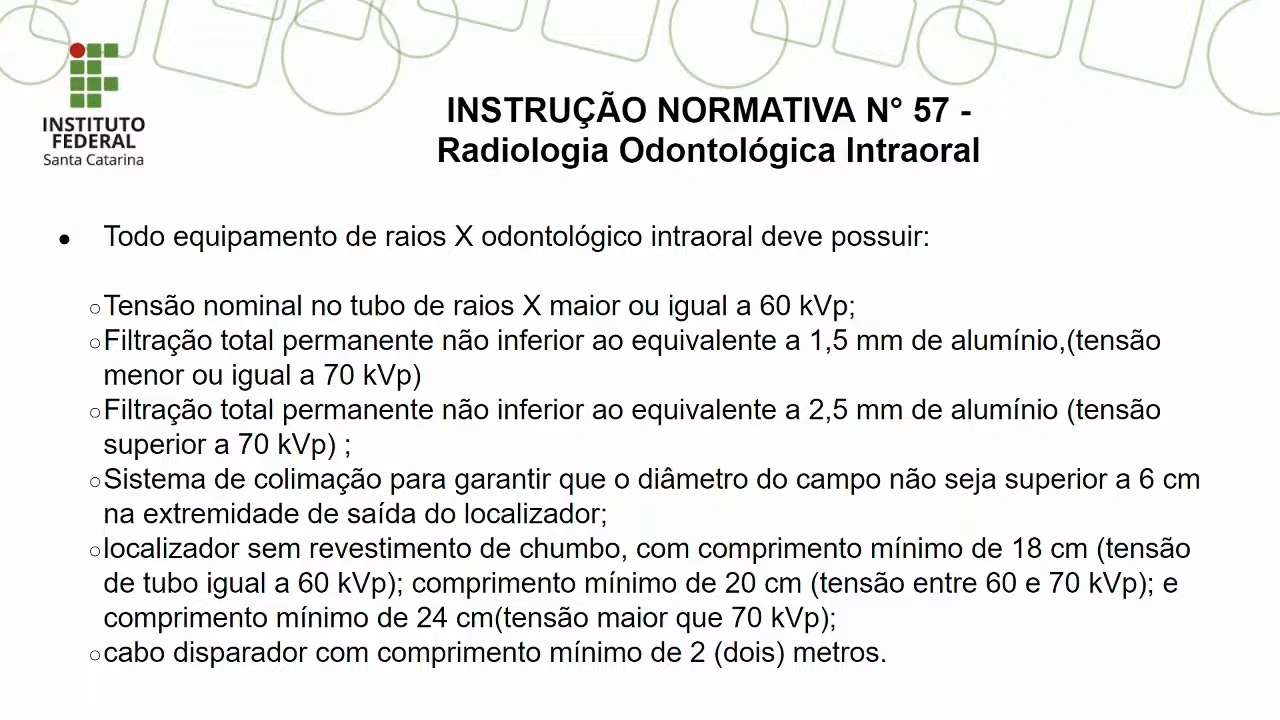 INSTITUTO
FEDERAL
Santa Catarina
INSTRUÇÃO NORMATIVA N° 57 -
Radiologia Odontológica Intraoral
● Todo equipamento de raios X odontológico intraoral deve possuir:
○Tensão nominal no tubo de raios X maior ou igual a 60 kVp;
○Filtração total permanente não inferior ao equivalente a 1,5 mm de alumínio,(tensão
menor ou igual a 70 kVp)
○Filtração total permanente não inferior ao equivalente a 2,5 mm de alumínio (tensão
superior a 70 kVp) ;
○Sistema de colimação para garantir que o diâmetro do campo não seja superior a 6 cm
na extremidade de saída do localizador;
○localizador sem revestimento de chumbo, com comprimento mínimo de 18 cm (tensão
de tubo igual a 60 kVp); comprimento mínimo de 20 cm (tensão entre 60 e 70 kVp); e
comprimento mínimo de 24 cm(tensão maior que 70 kVp);
○cabo disparador com comprimento mínimo de 2 (dois) metros.